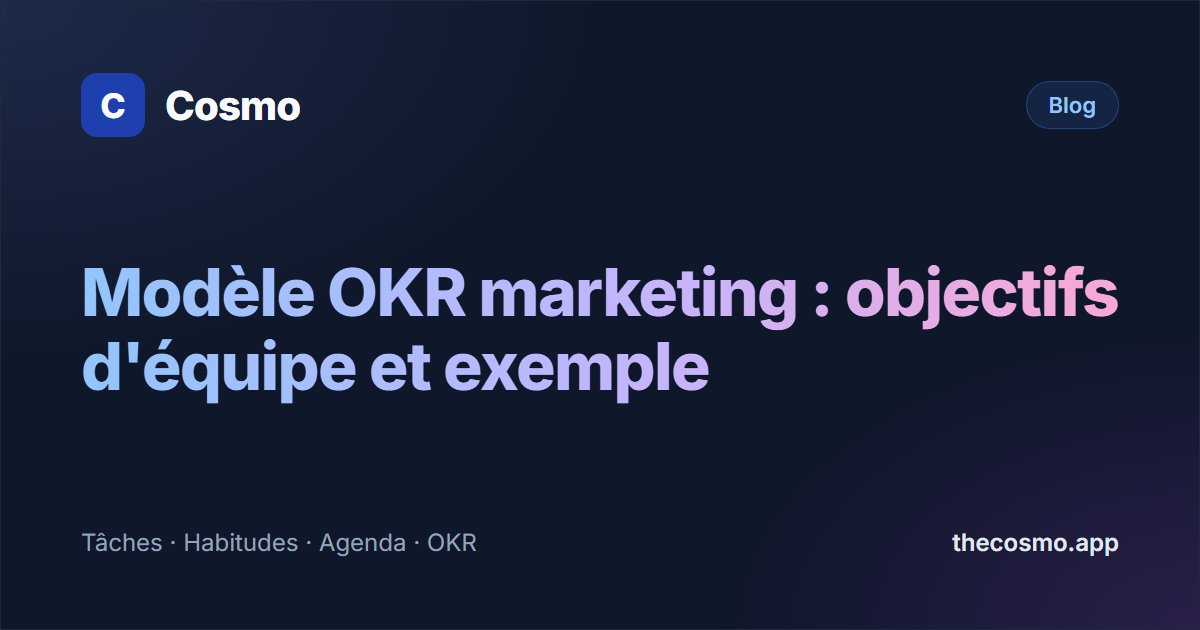 C Cosmo
Blog
Modèle OKR marketing : objectifs
d'équipe et exemple
Tâches · Habitudes · Agenda · OKR
thecosmo.app